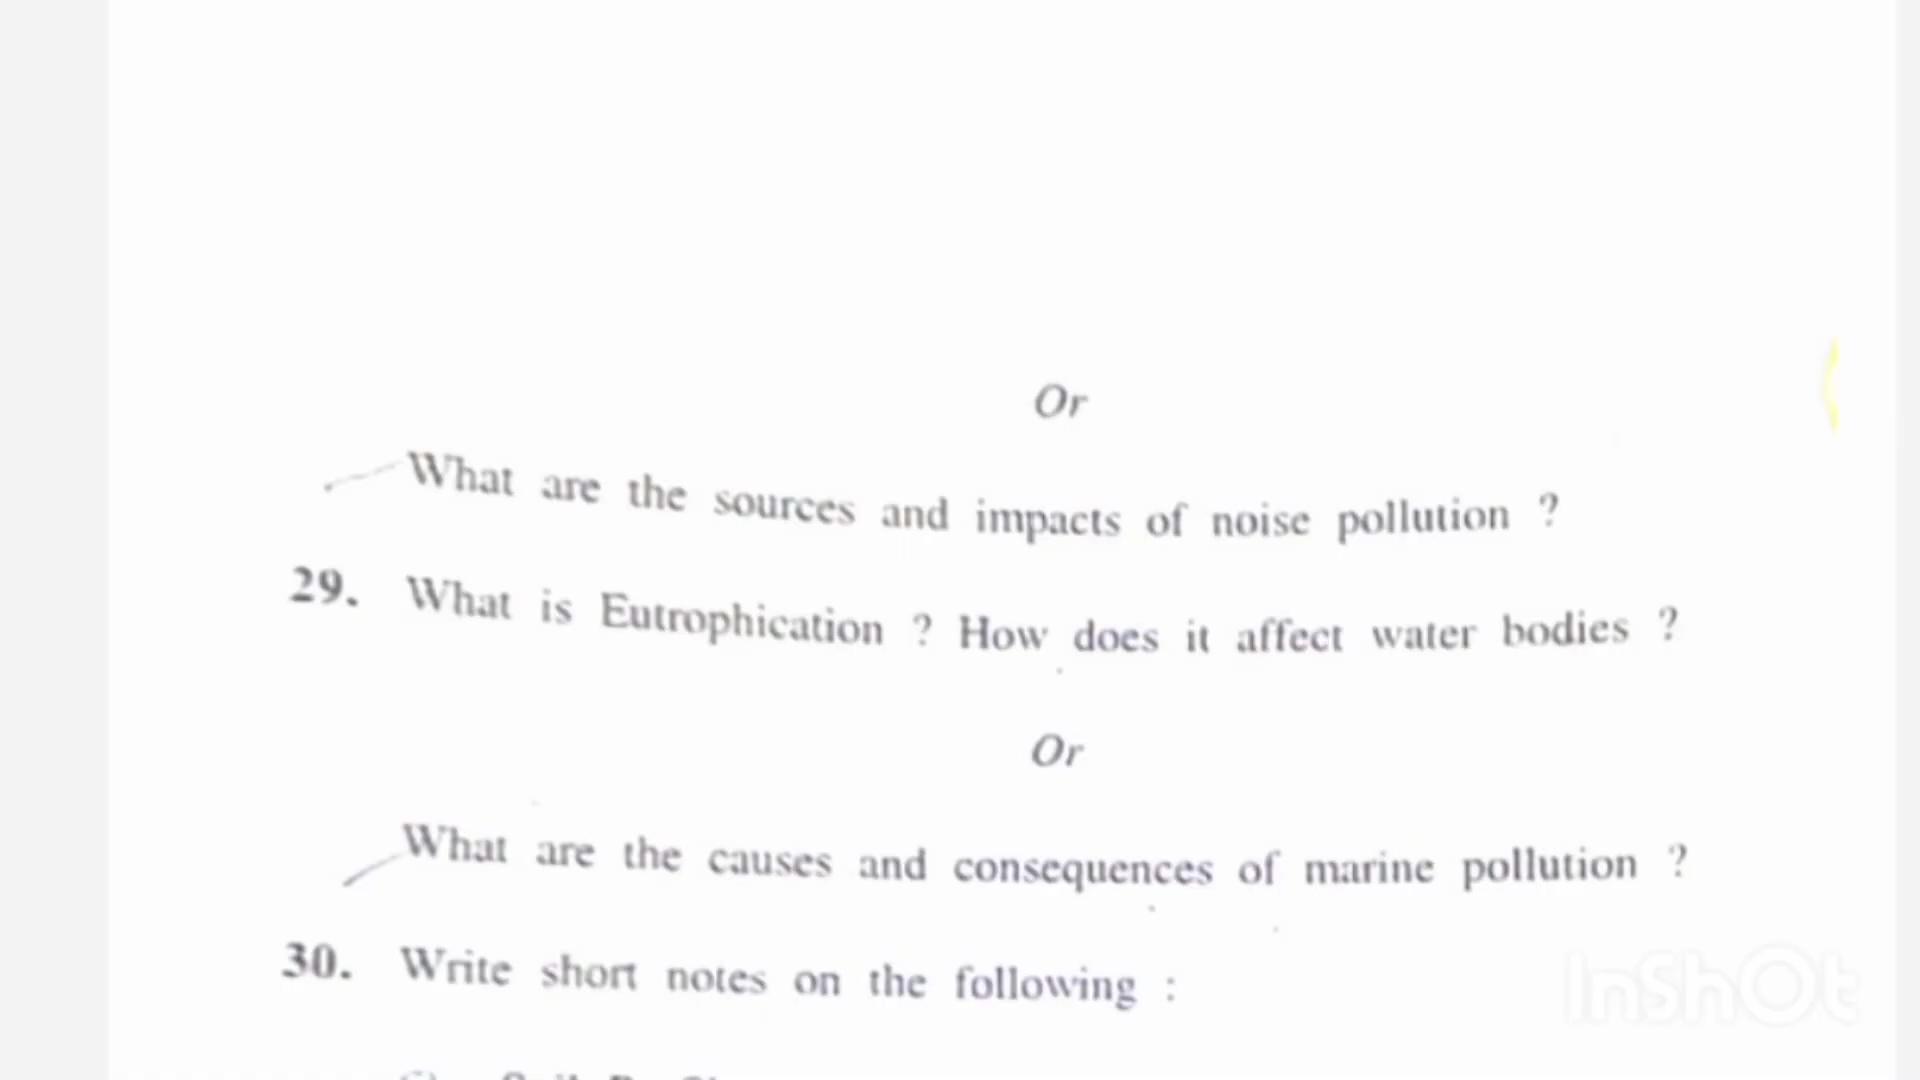 Or
What are the sources and impacts of noise pollution ?
29. What is Eutrophication ? How does it affect water bodies ?
Or
What are the causes and consequences of marine pollution ?
30. Write short notes on the following :
InShOt